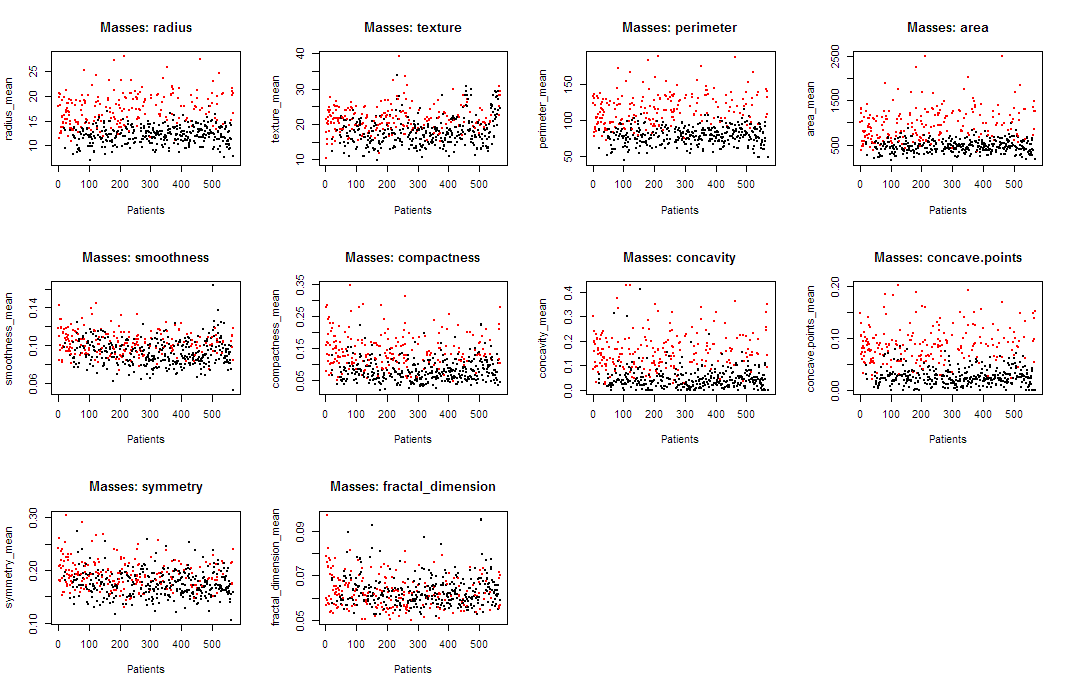 Masses: radius
radius_mean
25
20
15
10
0 100 200 300 400 500
Patients
Masses: texture
texture_mean
40
30
20
10
0 100 200 300 400 500
Patients
Masses: perimeter
perimeter_mean
150
100
50
0 100 200 300 400 500
Patients
Masses: area
area_mean
2500
1500
500
0 100 200 300 400 500
Patients
Masses: smoothness
smoothness_mean
0.14
0.10
0.06
0 100 200 300 400 500
Patients
Masses: compactness
compactness_mean
0.35
0.25
0.15
0.05
0 100 200 300 400 500
Patients
Masses: concavity
concavity_mean
0.4
0.3
0.2
0.1
0.0
0 100 200 300 400 500
Patients
Masses: concave.points
concave.points_mean
0.20
0.10
0.00
0 100 200 300 400 500
Patients
Masses: symmetry
symmetry_mean
0.30
0.20
0.10
0 100 200 300 400 500
Patients
Masses: fractal_dimension
fractal_dimension_mean
0.09
0.07
0.05
0 100 200 300 400 500
Patients